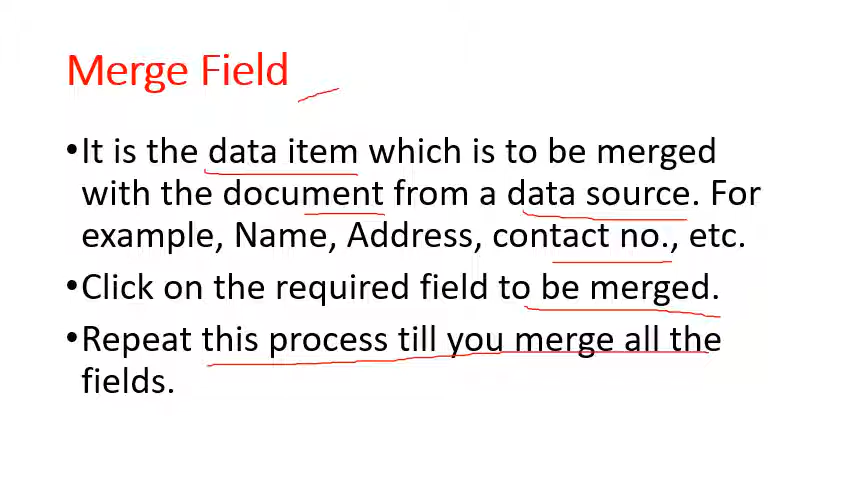 Merge Field
•It is the data item which is to be merged
with the document from a data source. For
example, Name, Address, contact no., etc.
•Click on the required field to be merged.
•Repeat this process till you merge all the
fields.